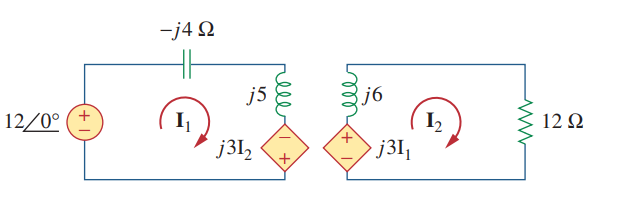 −j4 Ω
j5
j6
12/0°
+
−
I₁
j3I₂
−
+
+
−
j3I₁
I₂
12 Ω